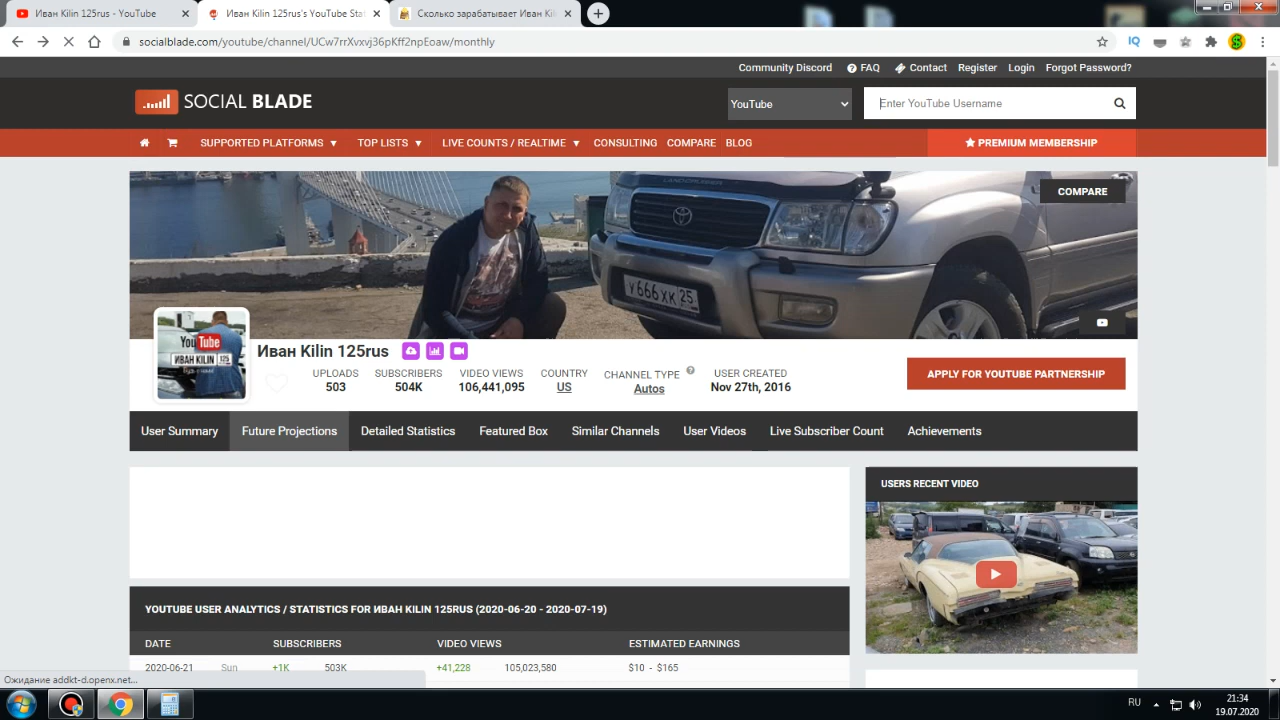 Иван Kilin 125rus - YouTube
Иван Kilin 125rus's YouTube Stat
Сколько зарабатывает Иван Kil
socialblade.com/youtube/channel/UCw7rrXvxvj36pKff2npEoaw/monthly
Community Discord FAQ Contact Register Login Forgot Password?
SOCIAL BLADE
YouTube
Enter YouTube Username
SUPPORTED PLATFORMS TOP LISTS LIVE COUNTS / REALTIME CONSULTING COMPARE BLOG
PREMIUM MEMBERSHIP
COMPARE
LAND CRUISER
У666ХК 25
You Tube
ИВАН KILIN 125
Иван Kilin 125rus
UPLOADS
503
SUBSCRIBERS
504K
VIDEO VIEWS
106,441,095
COUNTRY
US
CHANNEL TYPE
Autos
USER CREATED
Nov 27th, 2016
APPLY FOR YOUTUBE PARTNERSHIP
User Summary Future Projections Detailed Statistics Featured Box Similar Channels User Videos Live Subscriber Count Achievements
USERS RECENT VIDEO
YOUTUBE USER ANALYTICS / STATISTICS FOR ИВАН KILIN 125RUS (2020-06-20 - 2020-07-19)
DATE SUBSCRIBERS VIDEO VIEWS ESTIMATED EARNINGS
2020-06-21 Sun +1K 503K +41,228 105,023,580 $10 - $165
Ожидание addkt-d.openx.net...
RU
21:34
19.07.2020